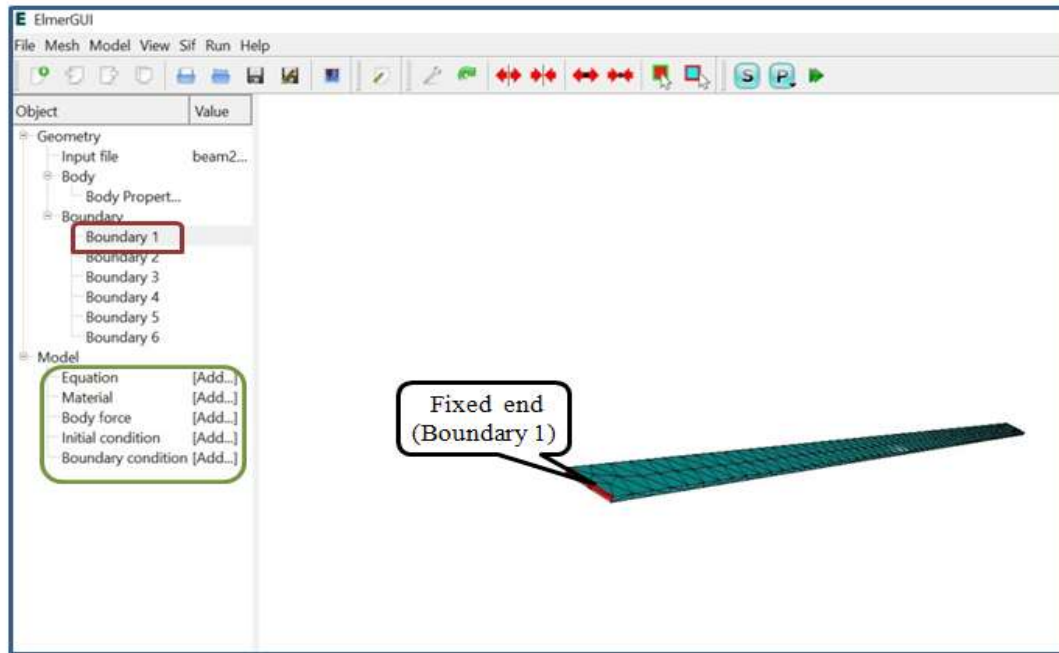 E ElmerGUI
File Mesh Model View Sif Run Help
S P
Object Value
Geometry
Input file beam2...
Body
Body Propert...
Boundary
Boundary 1
Boundary 2
Boundary 3
Boundary 4
Boundary 5
Boundary 6
Model
Equation [Add...]
Material [Add...]
Body force [Add...]
Initial condition [Add...]
Boundary condition [Add...]
Fixed end
(Boundary 1)